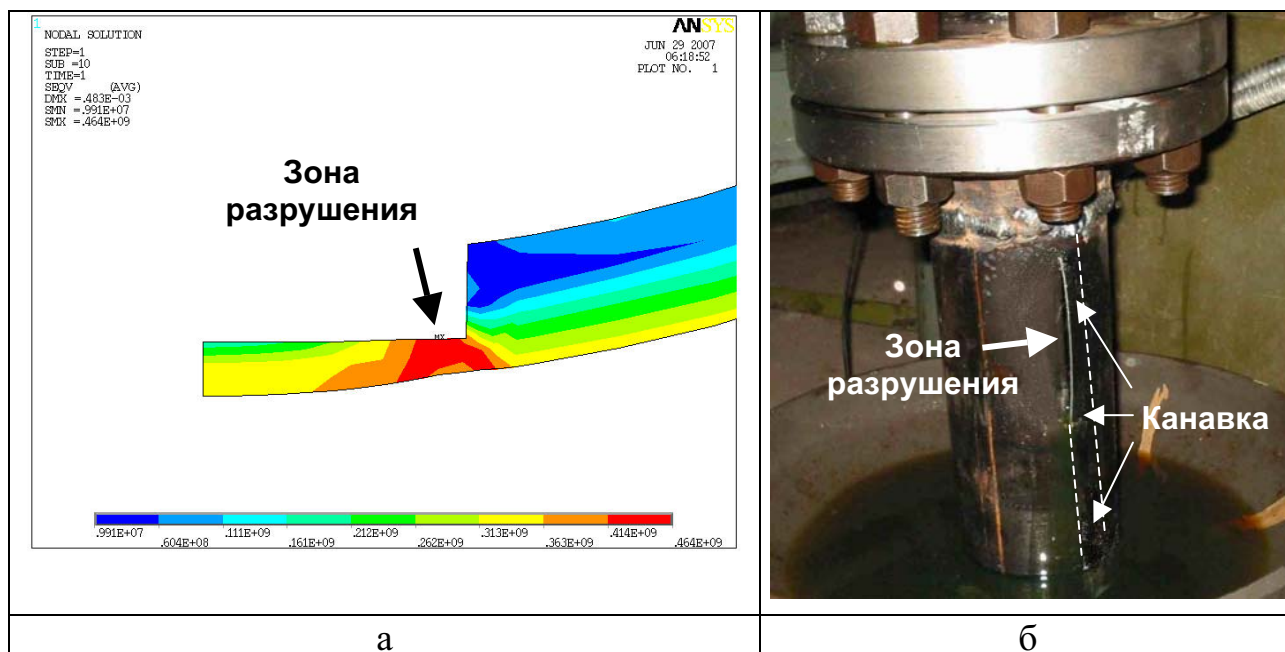 1
NODAL SOLUTION
STEP=1
SUB =10
TIME=1
SEQV (AVG)
DMX =.483E-03
SMN =.991E+07
SMX =.464E+09
ANSYS
JUN 29 2007
06:18:52
PLOT NO. 1
Зона
разрушения
MX
.991E+07
.604E+08
.111E+09
.161E+09
.212E+09
.262E+09
.313E+09
.363E+09
.414E+09
.464E+09
Зона
разрушения
Канавка
а
б